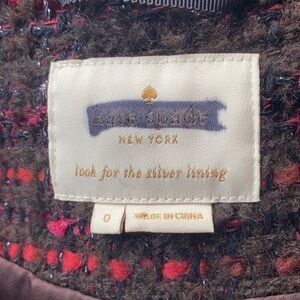 kate spade
NEW YORK
look for the silver lining
0
MADE IN CHINA